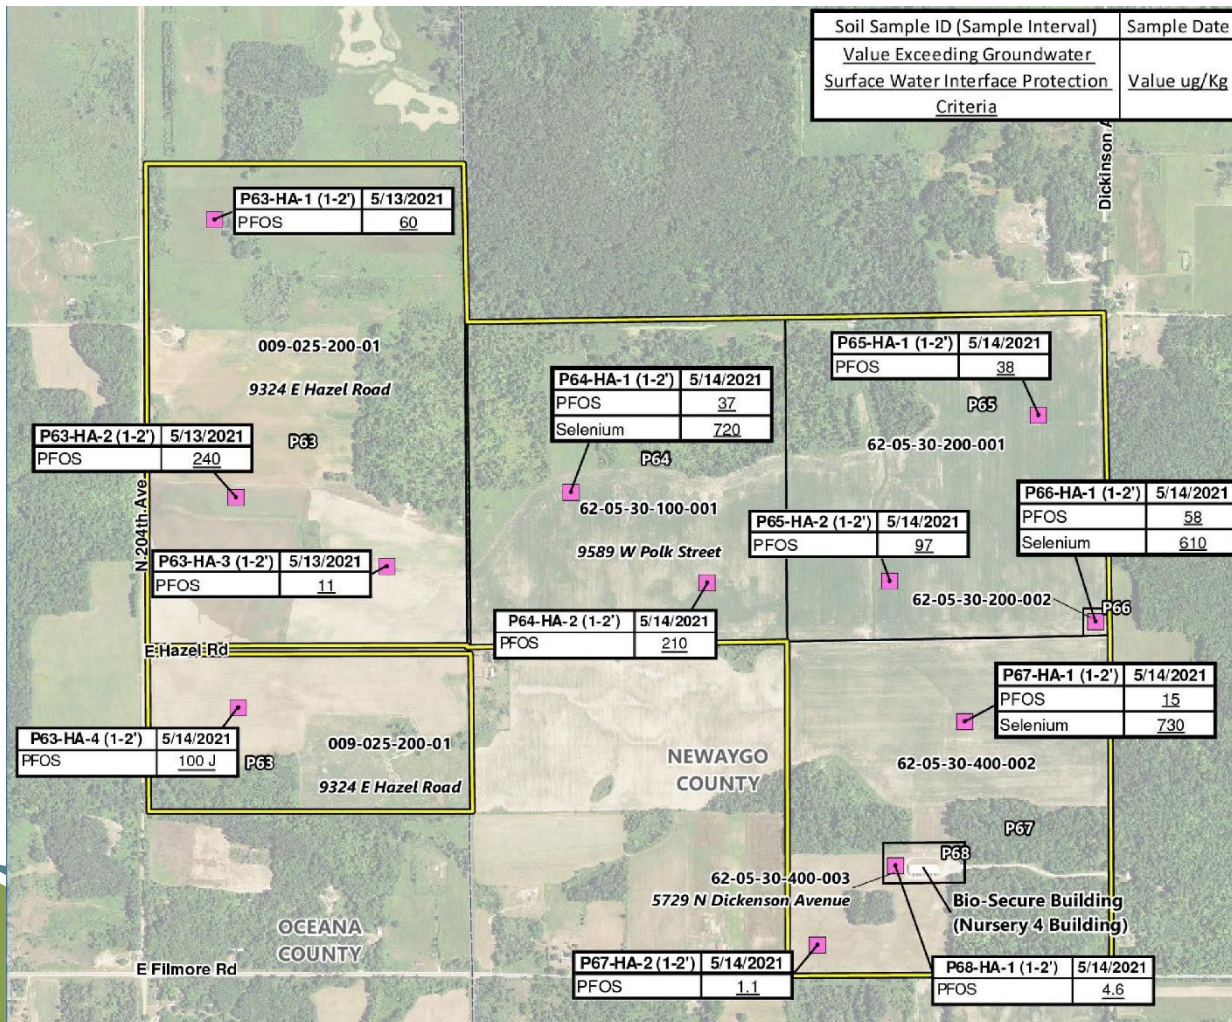 Soil Sample ID (Sample Interval) Sample Date
Value Exceeding Groundwater
Surface Water Interface Protection
Criteria
Value ug/Kg
Dickinson A
P63-HA-1 (1-2') 5/13/2021
PFOS 60
009-025-200-01
9324 E Hazel Road
P63
P63-HA-2 (1-2') 5/13/2021
PFOS 240
N 204th Ave
P63-HA-3 (1-2') 5/13/2021
PFOS 11
P64-HA-1 (1-2') 5/14/2021
PFOS 37
Selenium 720
P64
62-05-30-100-001
9589 W Polk Street
P64-HA-2 (1-2') 5/14/2021
PFOS 210
P65-HA-1 (1-2') 5/14/2021
PFOS 38
P65
62-05-30-200-001
P65-HA-2 (1-2') 5/14/2021
PFOS 97
P66-HA-1 (1-2') 5/14/2021
PFOS 58
Selenium 610
62-05-30-200-002
P66
E Hazel Rd
P63-HA-4 (1-2') 5/14/2021
PFOS 100 J
P63
009-025-200-01
9324 E Hazel Road
P67-HA-1 (1-2') 5/14/2021
PFOS 15
Selenium 730
NEWAYGO
COUNTY
62-05-30-400-002
P67
P68
62-05-30-400-003
5729 N Dickenson Avenue
Bio-Secure Building
(Nursery 4 Building)
OCEANA
COUNTY
E Filmore Rd
P67-HA-2 (1-2') 5/14/2021
PFOS 1.1
P68-HA-1 (1-2') 5/14/2021
PFOS 4.6